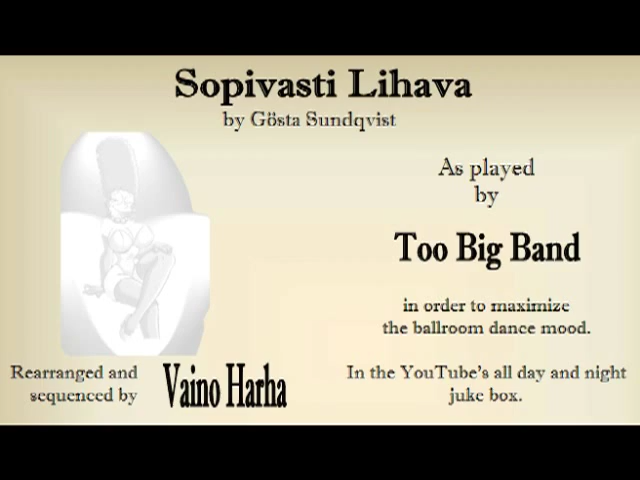 Sopivasti Lihava
by Gösta Sundqvist
As played
by
Too Big Band
in order to maximize
the ballroom dance mood.
Rearranged and
sequenced by
Vaino Harha
In the YouTube's all day and night
juke box.